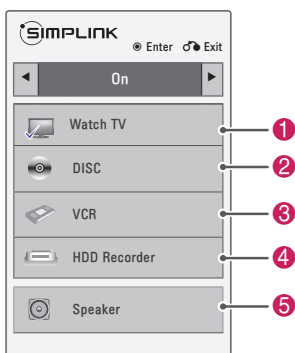 SIMPLINK
Enter Exit
On
Watch TV 1
DISC 2
VCR 3
HDD Recorder 4
Speaker 5